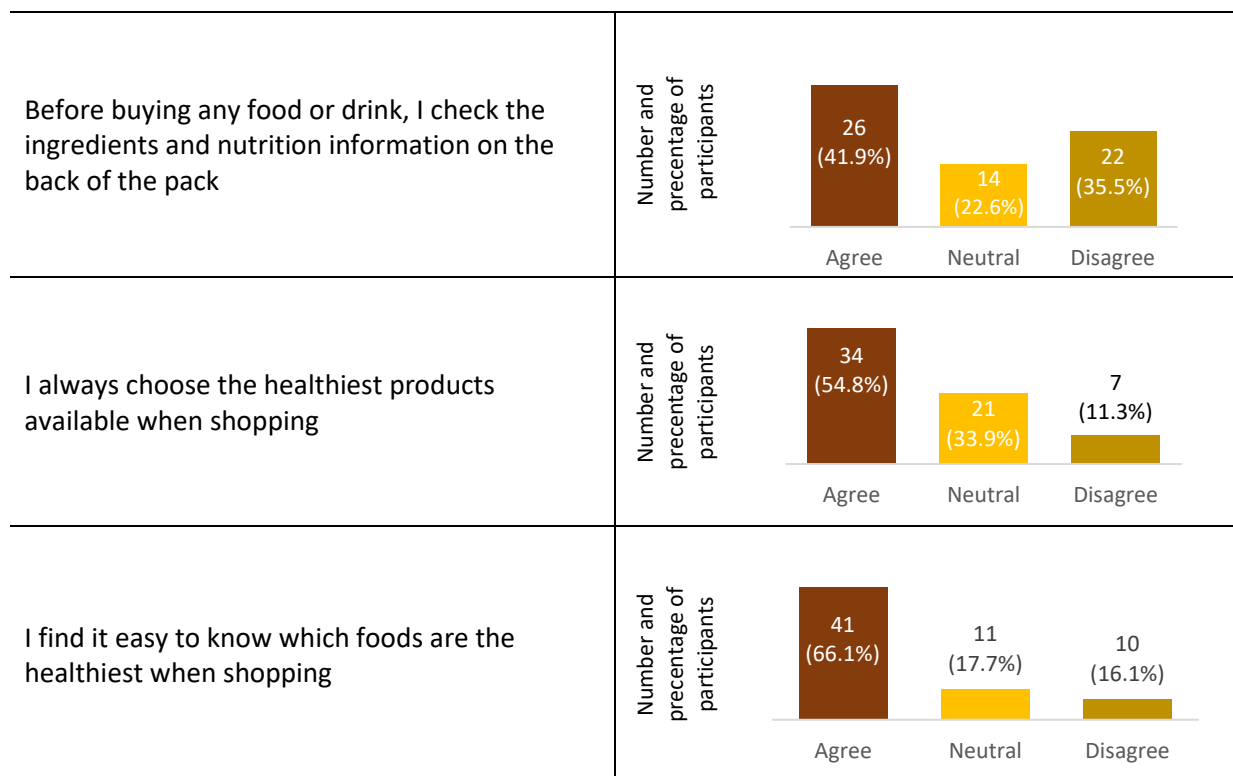 Before buying any food or drink, I check the
ingredients and nutrition information on the
back of the pack
Number and
precentage of
participants
26
(41.9%)
14
(22.6%)
22
(35.5%)
Agree
Neutral
Disagree
I always choose the healthiest products
available when shopping
Number and
precentage of
participants
34
(54.8%)
21
(33.9%)
7
(11.3%)
Agree
Neutral
Disagree
I find it easy to know which foods are the
healthiest when shopping
Number and
precentage of
participants
41
(66.1%)
11
(17.7%)
10
(16.1%)
Agree
Neutral
Disagree